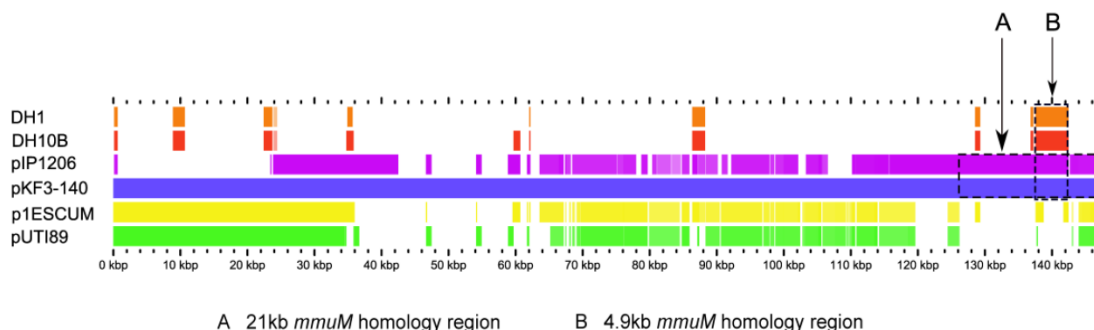 A B
DH1
DH10B
pIP1206
pKF3-140
p1ESCUM
pUTI89
0 kbp 10 kbp 20 kbp 30 kbp 40 kbp 50 kbp 60 kbp 70 kbp 80 kbp 90 kbp 100 kbp 110 kbp 120 kbp 130 kbp 140 kbp
A 21kb mmuM homology region B 4.9kb mmuM homology region